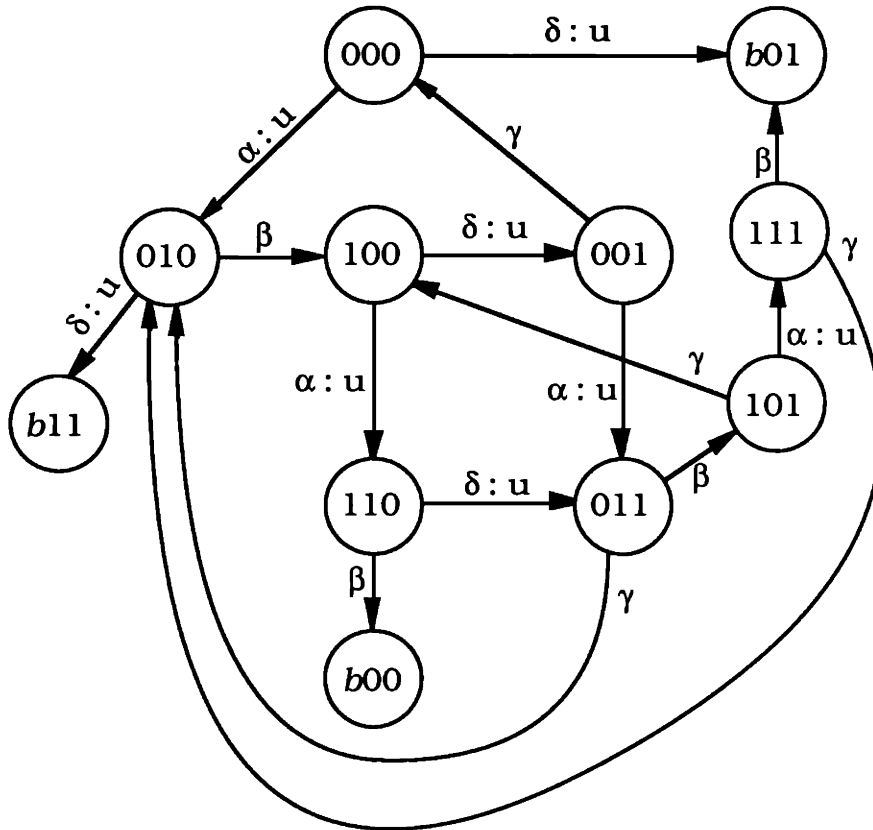 δ : u
000
b01
α : u
γ
β
111
γ
010
β
100
δ : u
001
δ : u
α : u
γ
101
α : u
α : u
b11
110
δ : u
011
β
β
γ
b00